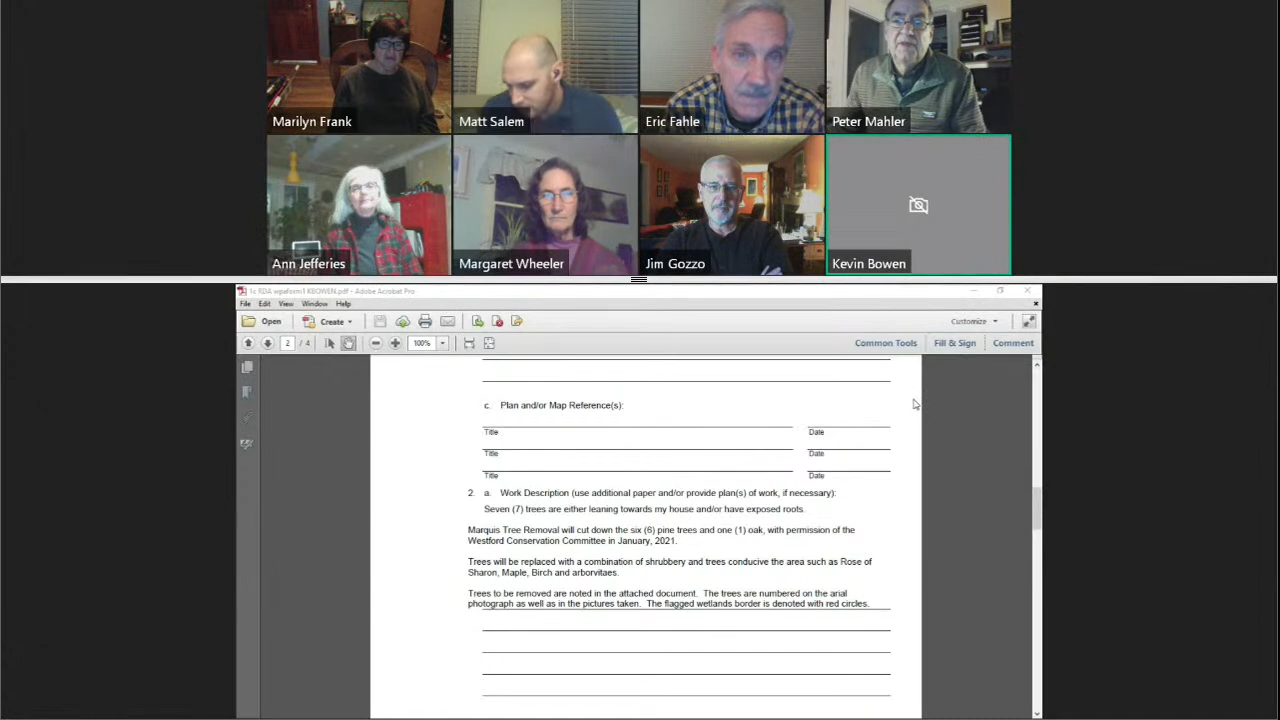 Marilyn Frank
Matt Salem
Eric Fahle
Peter Mahler
Ann Jefferies
Margaret Wheeler
Jim Gozzo
Kevin Bowen
1c RDA wpaform1 KBOWEN.pdf - Adobe Acrobat Pro
File Edit View Window Help
Open Create Customize
2 / 4 100% Common Tools Fill & Sign Comment
c. Plan and/or Map Reference(s):
Title Date
Title Date
Title Date
2. a. Work Description (use additional paper and/or provide plan(s) of work, if necessary):
Seven (7) trees are either leaning towards my house and/or have exposed roots.
Marquis Tree Removal will cut down the six (6) pine trees and one (1) oak, with permission of the
Westford Conservation Committee in January, 2021.
Trees will be replaced with a combination of shrubbery and trees conducive the area such as Rose of
Sharon, Maple, Birch and arborvitaes.
Trees to be removed are noted in the attached document. The trees are numbered on the arial
photograph as well as in the pictures taken. The flagged wetlands border is denoted with red circles.